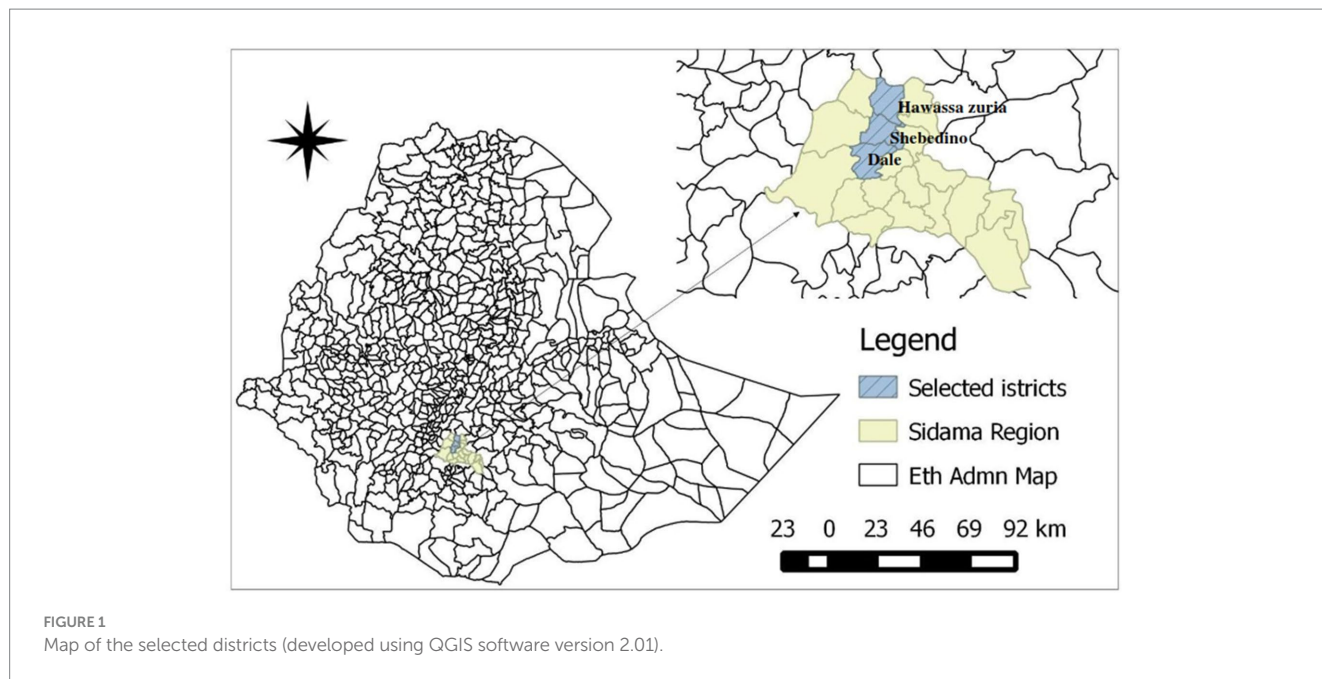 Hawassa zuria
Shebedino
Dale
Legend
Selected istricts
Sidama Region
Eth Admn Map
23 0 23 46 69 92 km
FIGURE 1
Map of the selected districts (developed using QGIS software version 2.01).